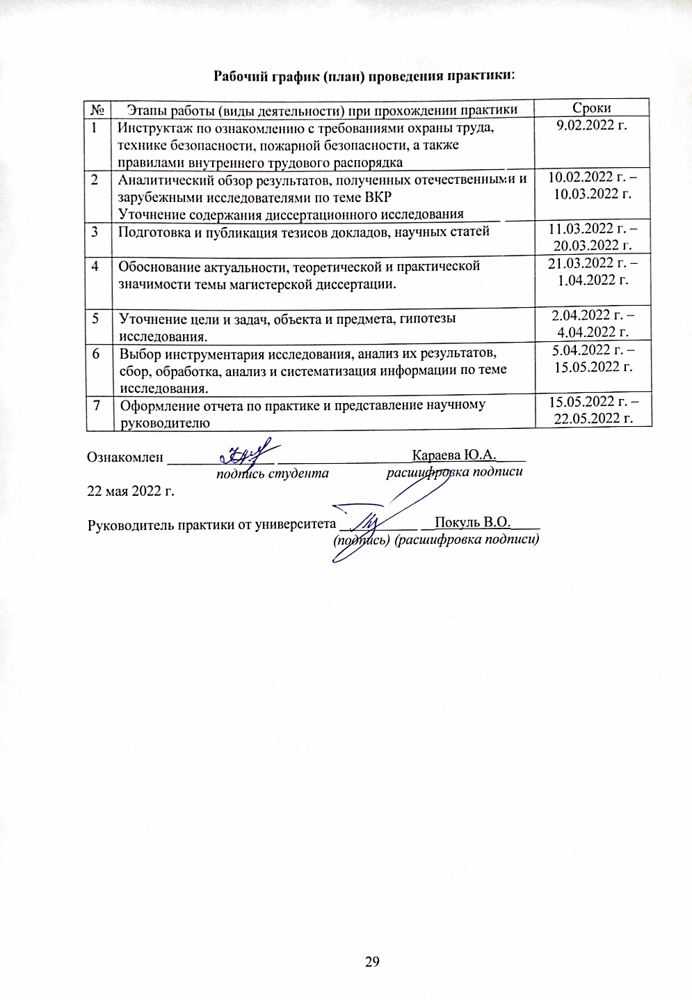 Рабочий график (план) проведения практики:
№ Этапы работы (виды деятельности) при прохождении практики Сроки
1 Инструктаж по ознакомлению с требованиями охраны труда, 9.02.2022 г.
технике безопасности, пожарной безопасности, а также
правилами внутреннего трудового распорядка
2 Аналитический обзор результатов, полученных отечественными и 10.02.2022 г. –
зарубежными исследователями по теме ВКР 10.03.2022 г.
Уточнение содержания диссертационного исследования
3 Подготовка и публикация тезисов докладов, научных статей 11.03.2022 г. –
20.03.2022 г.
4 Обоснование актуальности, теоретической и практической 21.03.2022 г. –
значимости темы магистерской диссертации. 1.04.2022 г.
5 Уточнение цели и задач, объекта и предмета, гипотезы 2.04.2022 г. –
исследования. 4.04.2022 г.
6 Выбор инструментария исследования, анализ их результатов, 5.04.2022 г. –
сбор, обработка, анализ и систематизация информации по теме 15.05.2022 г.
исследования.
7 Оформление отчета по практике и представление научному 15.05.2022 г. –
руководителю 22.05.2022 г.
Ознакомлен Караева Ю.А.
подпись студента расшифровка подписи
22 мая 2022 г.
Руководитель практики от университета Покуль В.О.
(подпись) (расшифровка подписи)
29